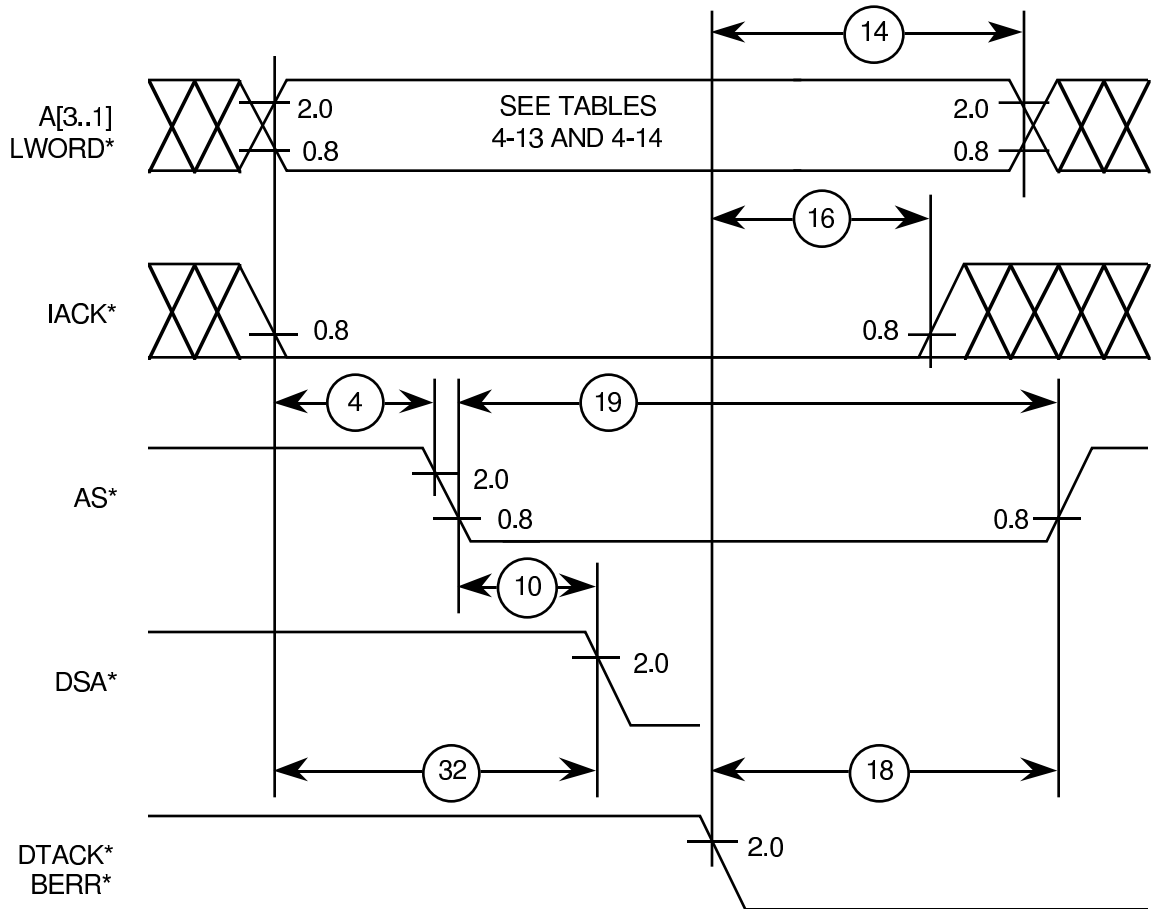 14
A[3..1]
LWORD*
2.0
0.8
SEE TABLES
4-13 AND 4-14
2.0
0.8
16
IACK*
0.8
0.8
4
19
AS*
2.0
0.8
0.8
10
DSA*
2.0
32
18
DTACK*
BERR*
2.0